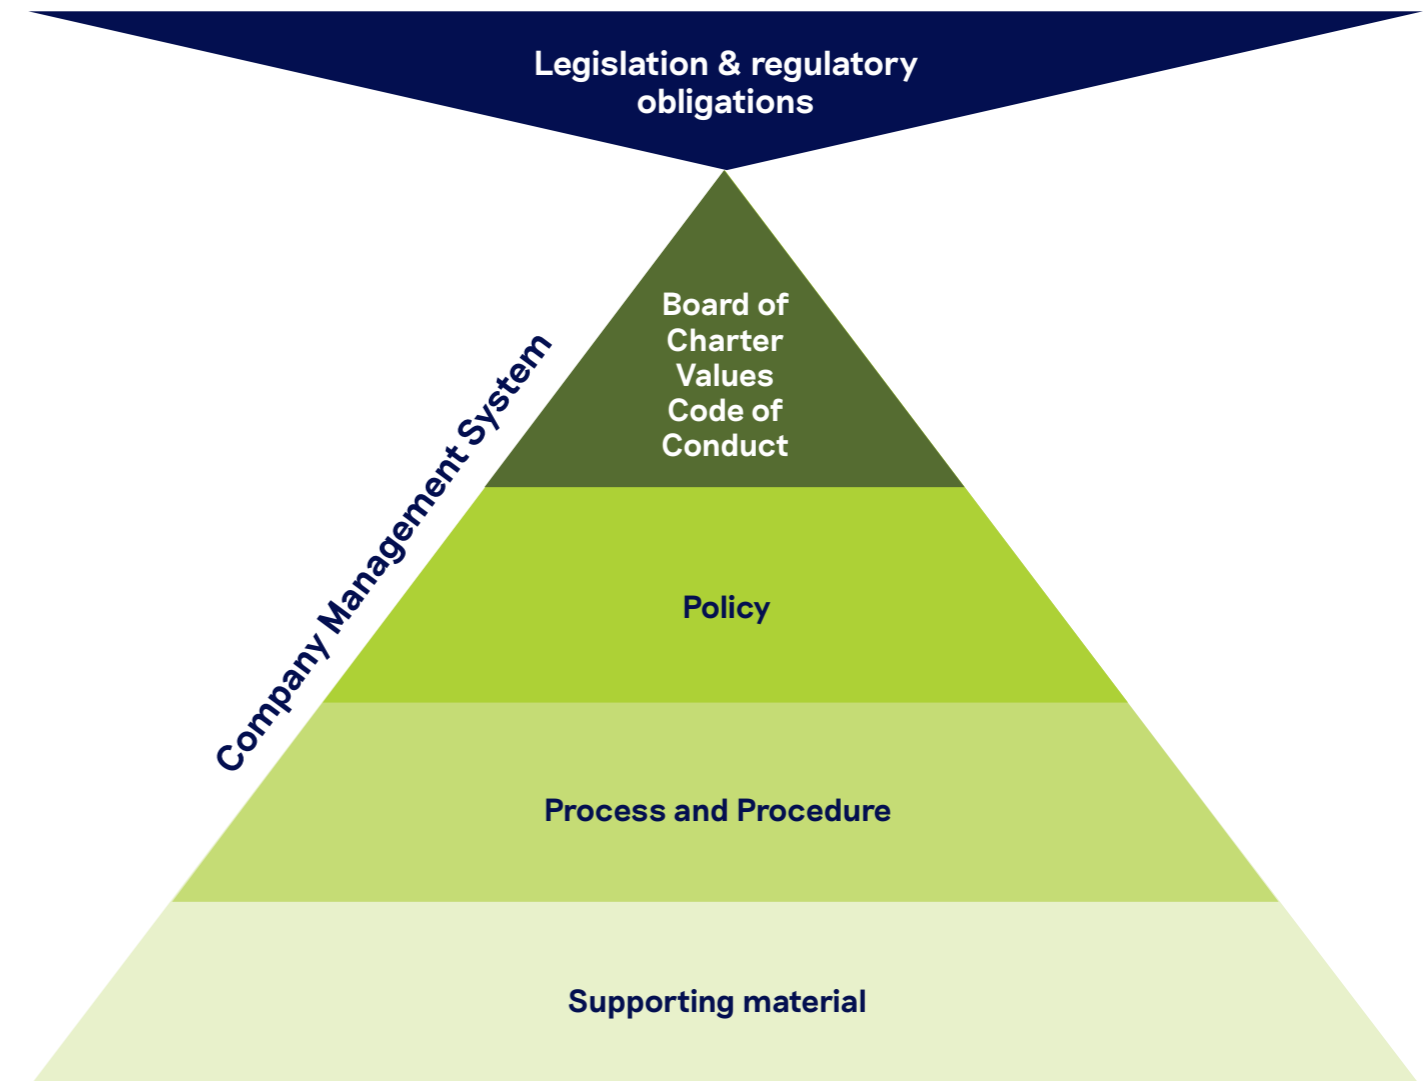 Legislation & regulatory
obligations
Board of
Charter
Values
Code of
Conduct
Company Management System
Policy
Process and Procedure
Supporting material